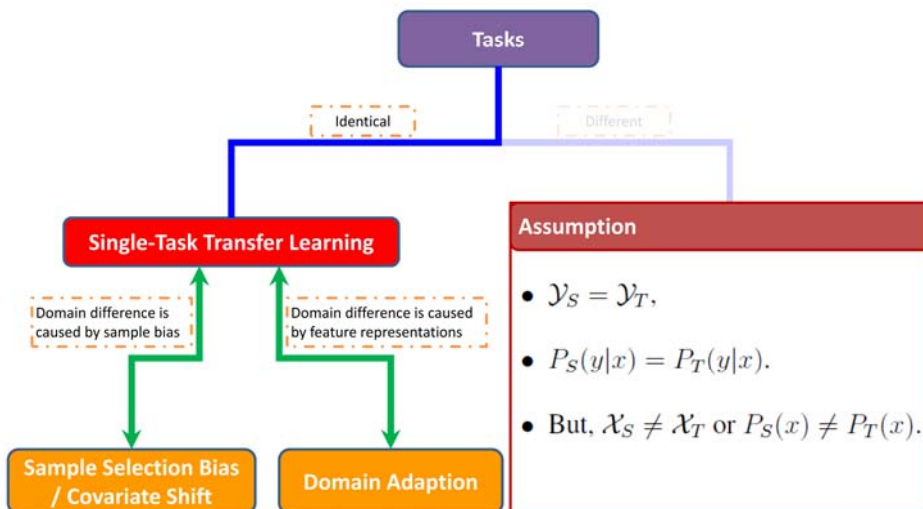 Tasks
Identical
Different
Single-Task Transfer Learning
Domain difference is
caused by sample bias
Domain difference is caused
by feature representations
Sample Selection Bias
/ Covariate Shift
Domain Adaption
Assumption
• 𝒴_S = 𝒴_T,
• P_S(y|x) = P_T(y|x).
• But, 𝒳_S ≠ 𝒳_T or P_S(x) ≠ P_T(x).